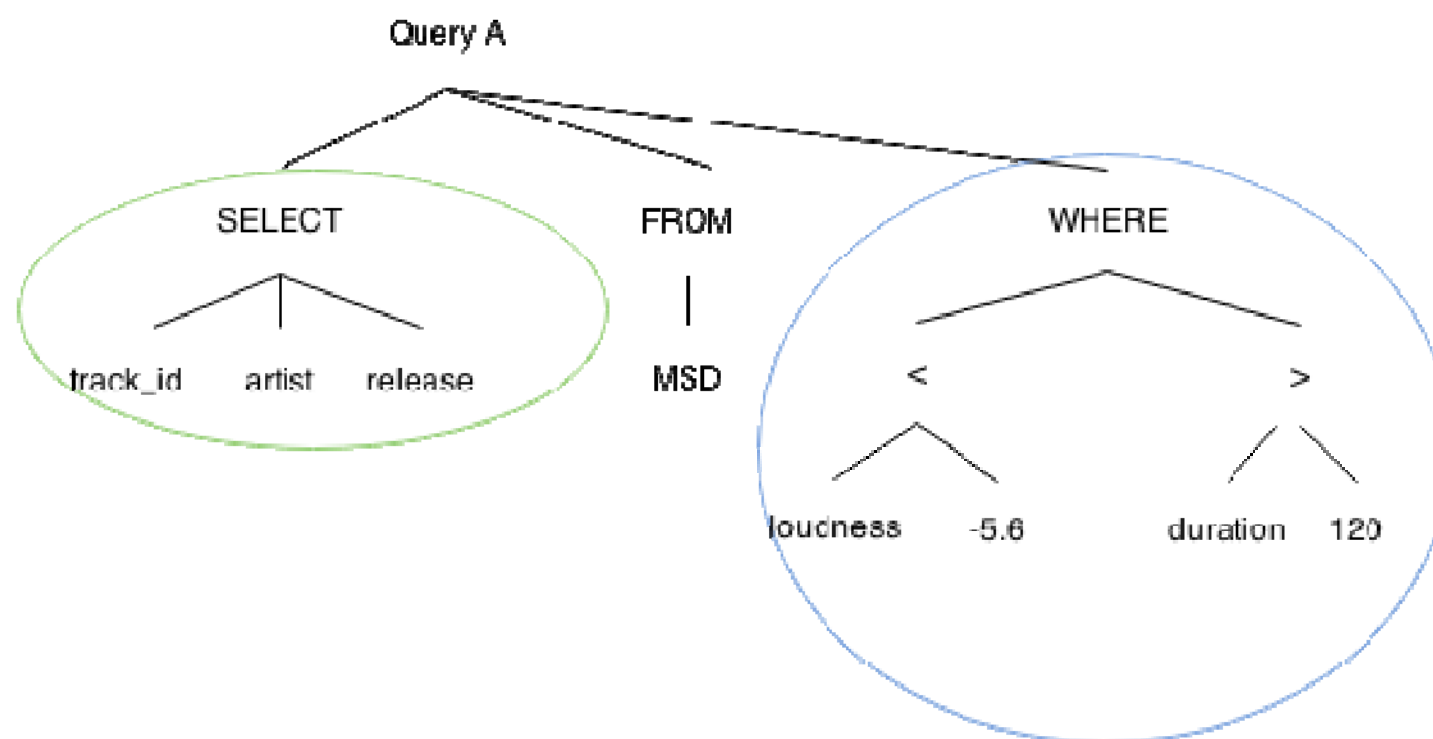 Query A
SELECT FROM WHERE
track_id artist release MSD < >
loudness -5.6 duration 120